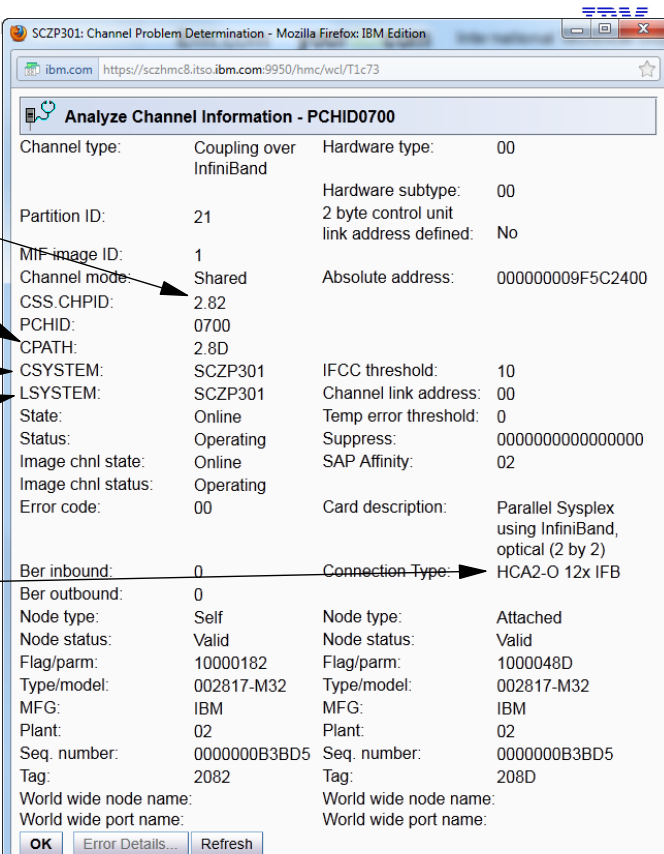 IBM
SCZP301: Channel Problem Determination - Mozilla Firefox: IBM Edition
ibm.com https://sczhmc8.itso.ibm.com:9950/hmc/wcl/T1c73
Analyze Channel Information - PCHID0700
Channel type: Coupling over InfiniBand Hardware type: 00
Hardware subtype: 00
Partition ID: 21 2 byte control unit link address defined: No
MIF image ID: 1
Channel mode: Shared Absolute address: 000000009F5C2400
CSS.CHPID: 2.82
PCHID: 0700
CPATH: 2.8D
CSYSTEM: SCZP301 IFCC threshold: 10
LSYSTEM: SCZP301 Channel link address: 00
State: Online Temp error threshold: 0
Status: Operating Suppress: 0000000000000000
Image chnl state: Online SAP Affinity: 02
Image chnl status: Operating
Error code: 00 Card description: Parallel Sysplex using InfiniBand, optical (2 by 2)
Ber inbound: 0 Connection Type: HCA2-O 12x IFB
Ber outbound: 0
Node type: Self Node type: Attached
Node status: Valid Node status: Valid
Flag/parm: 10000182 Flag/parm: 1000048D
Type/model: 002817-M32 Type/model: 002817-M32
MFG: IBM MFG: IBM
Plant: 02 Plant: 02
Seq. number: 0000000B3BD5 Seq. number: 0000000B3BD5
Tag: 2082 Tag: 208D
World wide node name: World wide node name:
World wide port name: World wide port name:
OK Error Details... Refresh